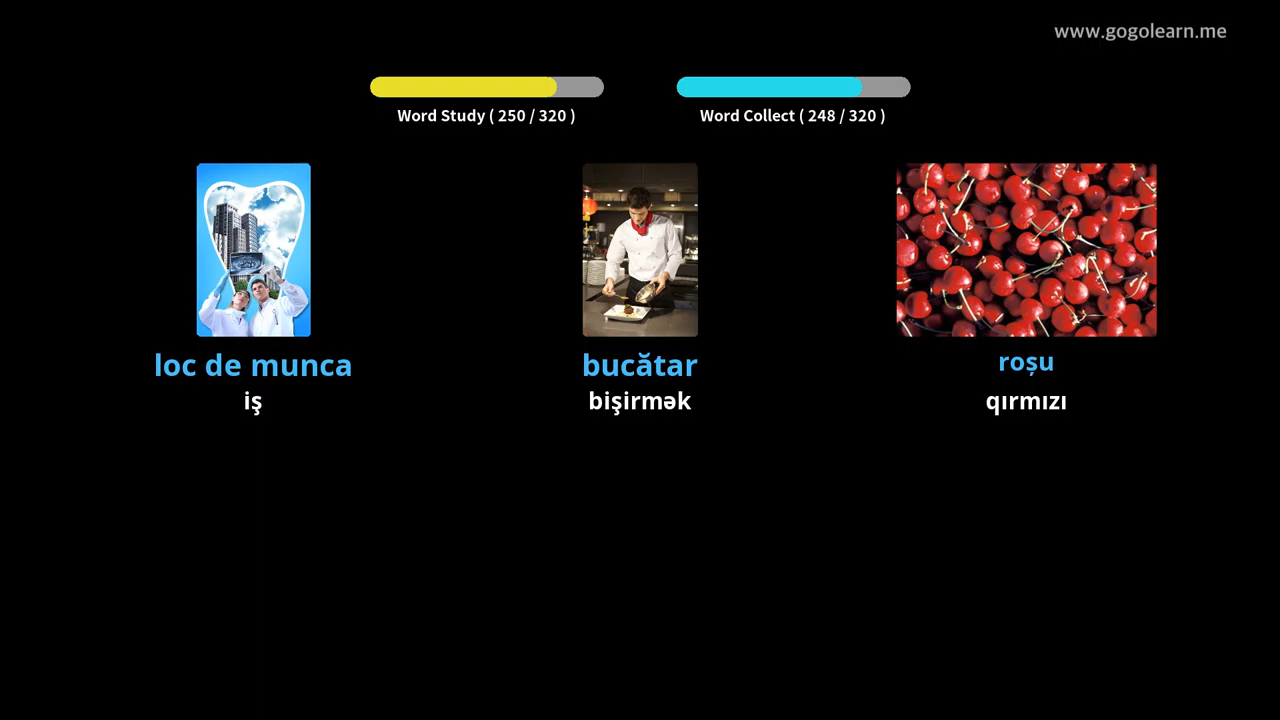 www.gogolearn.me
Word Study ( 250 / 320 )
Word Collect ( 248 / 320 )
loc de munca
bucătar
roșu
iş
bişirmək
qırmızı